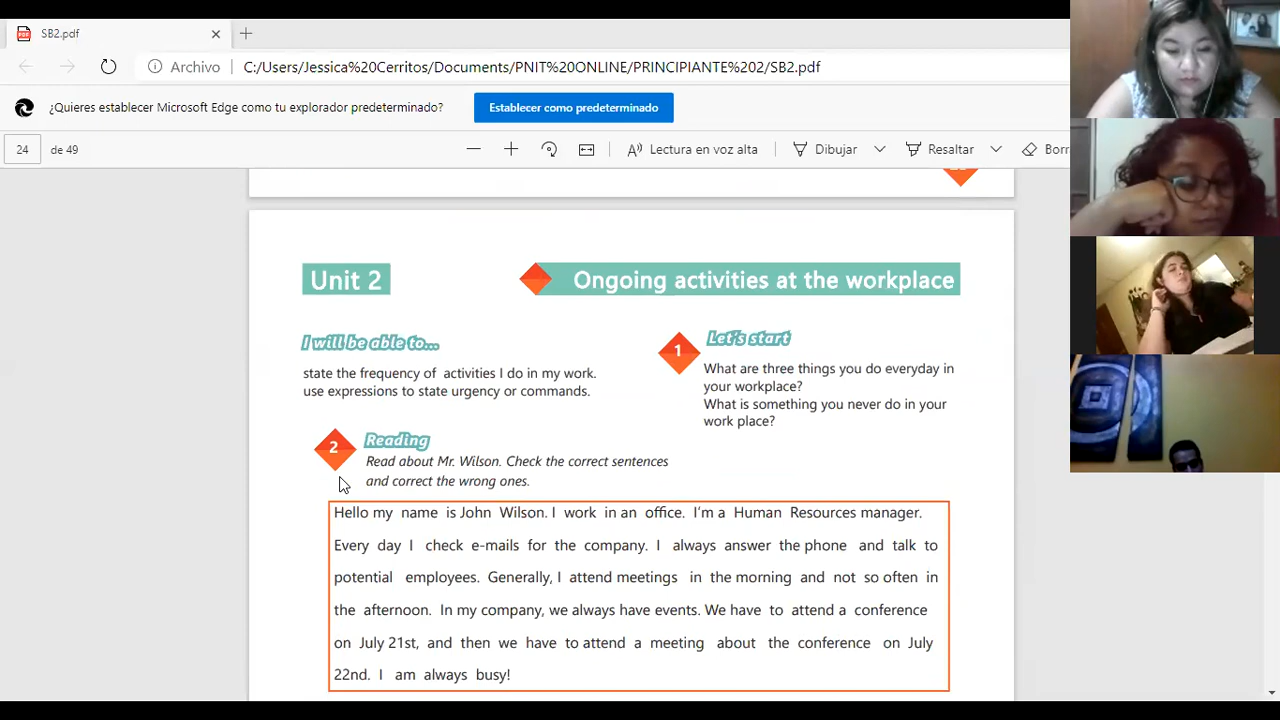 SB2.pdf
Archivo C:/Users/Jessica%20Cerritos/Documents/PNIT%20ONLINE/PRINCIPIANTE%202/SB2.pdf
¿Quieres establecer Microsoft Edge como tu explorador predeterminado? Establecer como predeterminado
24 de 49 Lectura en voz alta Dibujar Resaltar Borr
Unit 2 Ongoing activities at the workplace
I will be able to...
state the frequency of activities I do in my work.
use expressions to state urgency or commands.
1 Let's start
What are three things you do everyday in
your workplace?
What is something you never do in your
work place?
2 Reading
Read about Mr. Wilson. Check the correct sentences
and correct the wrong ones.
Hello my name is John Wilson. I work in an office. I'm a Human Resources manager.
Every day I check e-mails for the company. I always answer the phone and talk to
potential employees. Generally, I attend meetings in the morning and not so often in
the afternoon. In my company, we always have events. We have to attend a conference
on July 21st, and then we have to attend a meeting about the conference on July
22nd. I am always busy!